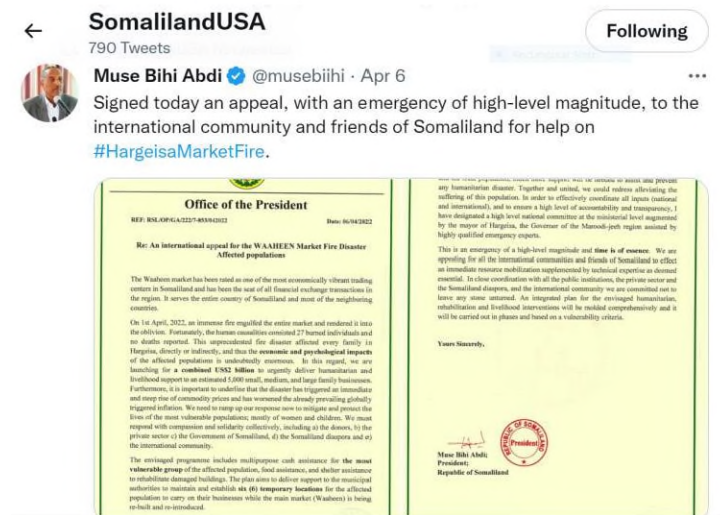 SomalilandUSA
Following
790 Tweets
Muse Bihi Abdi @musebiihi · Apr 6
Signed today an appeal, with an emergency of high-level magnitude, to the
international community and friends of Somaliland for help on
#HargeisaMarketFire.
Office of the President
Date: 06/04/2022
Re: An international appeal for the WAAHEEN Market Fire Disaster
Affected populations
The Waaheen market has been rated as one of the most economically vibrant trading
centers in Somaliland and has been the seat of all financial exchange transactions in
the region. It serves the entire country of Somaliland and most of the neighboring
countries.
On 1st April, 2022, an immense fire engulfed the entire market and rendered it into
the oblivion. Fortunately, the human causalities consisted 27 burned individuals and
no deaths reported. This unprecedented fire disaster affected every family in
Hargeisa, directly or indirectly, and thus the economic and psychological impacts
of the affected populations is undoubtedly enormous. In this regard, we are
launching for a combined US$2 billion to urgently deliver humanitarian and
livelihood support to an estimated 5,000 small, medium, and large family businesses.
Furthermore, it is important to underline that the disaster has triggered an immediate
and steep rise of commodity prices and has worsened the already prevailing globally
triggered inflation. We need to ramp up our response now to mitigate and protect the
lives of the most vulnerable populations; mostly of women and children. We must
respond with compassion and solidarity collectively, including a) the donors, b) the
private sector c) the Government of Somaliland, d) the Somaliland diaspora and e)
the international community.
The envisaged programme includes multipurpose cash assistance for the most
vulnerable group of the affected population, food assistance, and shelter assistance
to rehabilitate damaged buildings. The plan aims to deliver support to the municipal
authorities to maintain and establish six (6) temporary locations for the affected
population to carry on their businesses while the main market (Waaheen) is being
re-built and re-introduced.
any humanitarian disaster. Together and united, we could redress alleviating the
suffering of this population. In order to effectively coordinate all inputs (national
and international), and to ensure a high level of accountability and transparency, I
have designated a high level national committee at the ministerial level augmented
by the mayor of Hargeisa, the Governor of the Maroodi-jeeh region assisted by
highly qualified emergency experts.
This is an emergency of a high-level magnitude and time is of essence. We are
appealing for all the international communities and friends of Somaliland to effect
an immediate resource mobilization supplemented by technical expertise as deemed
essential. In close coordination with all the public institutions, the private sector and
the Somaliland diaspora, and the international community we are committed not to
leave any stone unturned. An integrated plan for the envisaged humanitarian,
rehabilitation and livelihood interventions will be molded comprehensively and it
will be carried out in phases and based on a vulnerability criteria.
Yours Sincerely,
REPUBLIC OF SOMALILAND
President
Muse Bihi Abdi;
President;
Republic of Somaliland